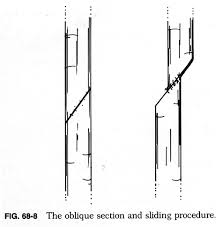 FIG. 68-8 The oblique section and sliding procedure.